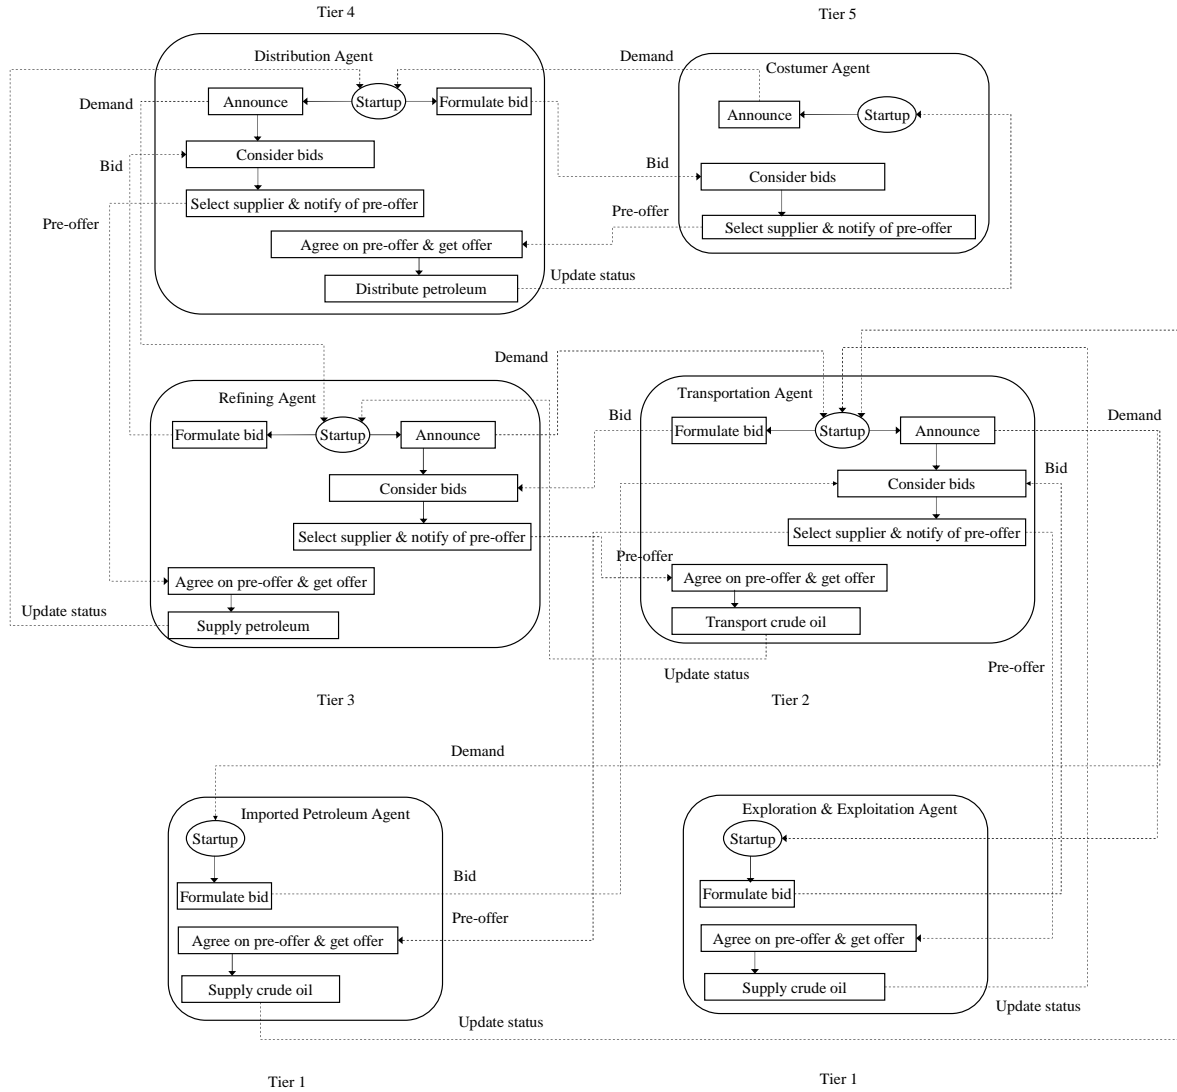 Tier 4
Tier 5
Distribution Agent
Demand
Costumer Agent
Demand
Announce
Startup
Formulate bid
Announce
Startup
Bid
Consider bids
Bid
Consider bids
Pre-offer
Select supplier & notify of pre-offer
Pre-offer
Select supplier & notify of pre-offer
Agree on pre-offer & get offer
Update status
Distribute petroleum
Demand
Refining Agent
Transportation Agent
Formulate bid
Startup
Announce
Bid
Formulate bid
Startup
Announce
Demand
Consider bids
Consider bids
Bid
Select supplier & notify of pre-offer
Select supplier & notify of pre-offer
Pre-offer
Agree on pre-offer & get offer
Agree on pre-offer & get offer
Update status
Supply petroleum
Transport crude oil
Update status
Pre-offer
Tier 3
Tier 2
Demand
Imported Petroleum Agent
Exploration & Exploitation Agent
Startup
Startup
Bid
Formulate bid
Formulate bid
Pre-offer
Agree on pre-offer & get offer
Agree on pre-offer & get offer
Supply crude oil
Supply crude oil
Update status
Update status
Tier 1
Tier 1